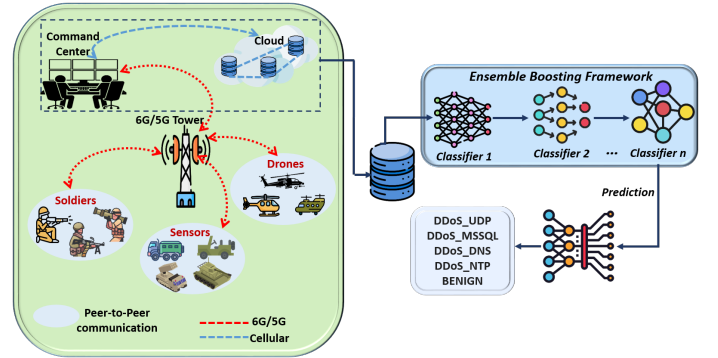 Command
Center
Cloud
6G/5G Tower
Drones
Soldiers
Sensors
Peer-to-Peer
communication
6G/5G
Cellular
Ensemble Boosting Framework
Classifier 1
Classifier 2
...
Classifier n
Prediction
DDoS_UDP
DDoS_MSSQL
DDoS_DNS
DDoS_NTP
BENIGN